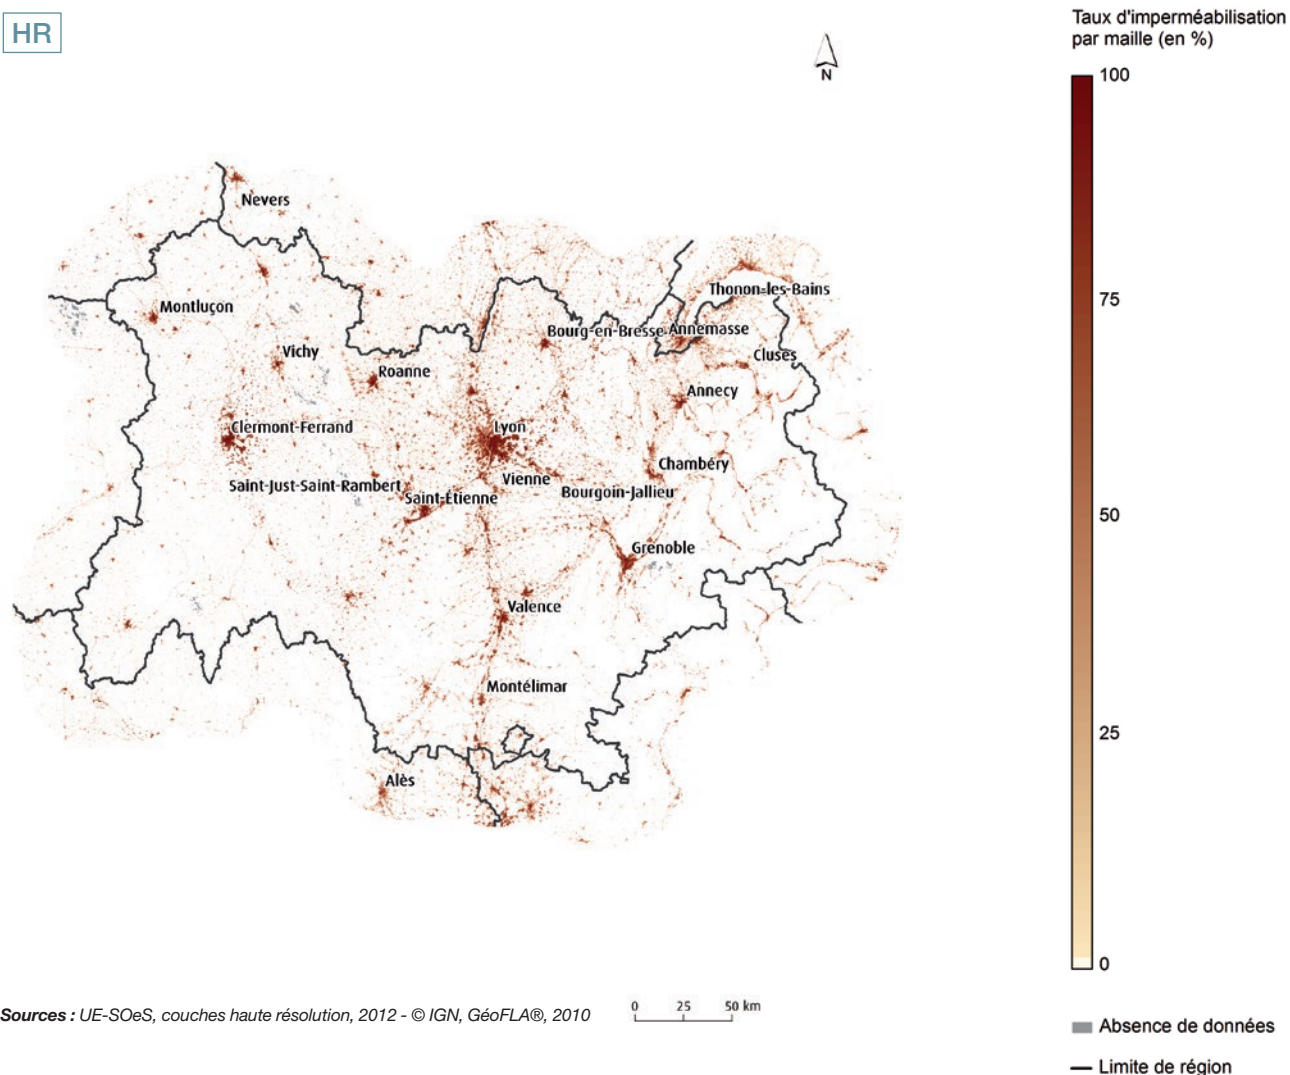 HR
Taux d'imperméabilisation
par maille (en %)
N
100
75
50
25
0
Nevers
Thonon-les-Bains
Montluçon
Bourg-en-Bresse
Annemasse
Vichy
Cluses
Roanne
Annecy
Clermont-Ferrand
Lyon
Chambéry
Vienne
Saint-Just-Saint-Rambert
Bourgoin-Jallieu
Saint-Étienne
Grenoble
Valence
Montélimar
Alès
Sources : UE-SOeS, couches haute résolution, 2012 - © IGN, GéoFLA®, 2010
0 25 50 km
Absence de données
Limite de région